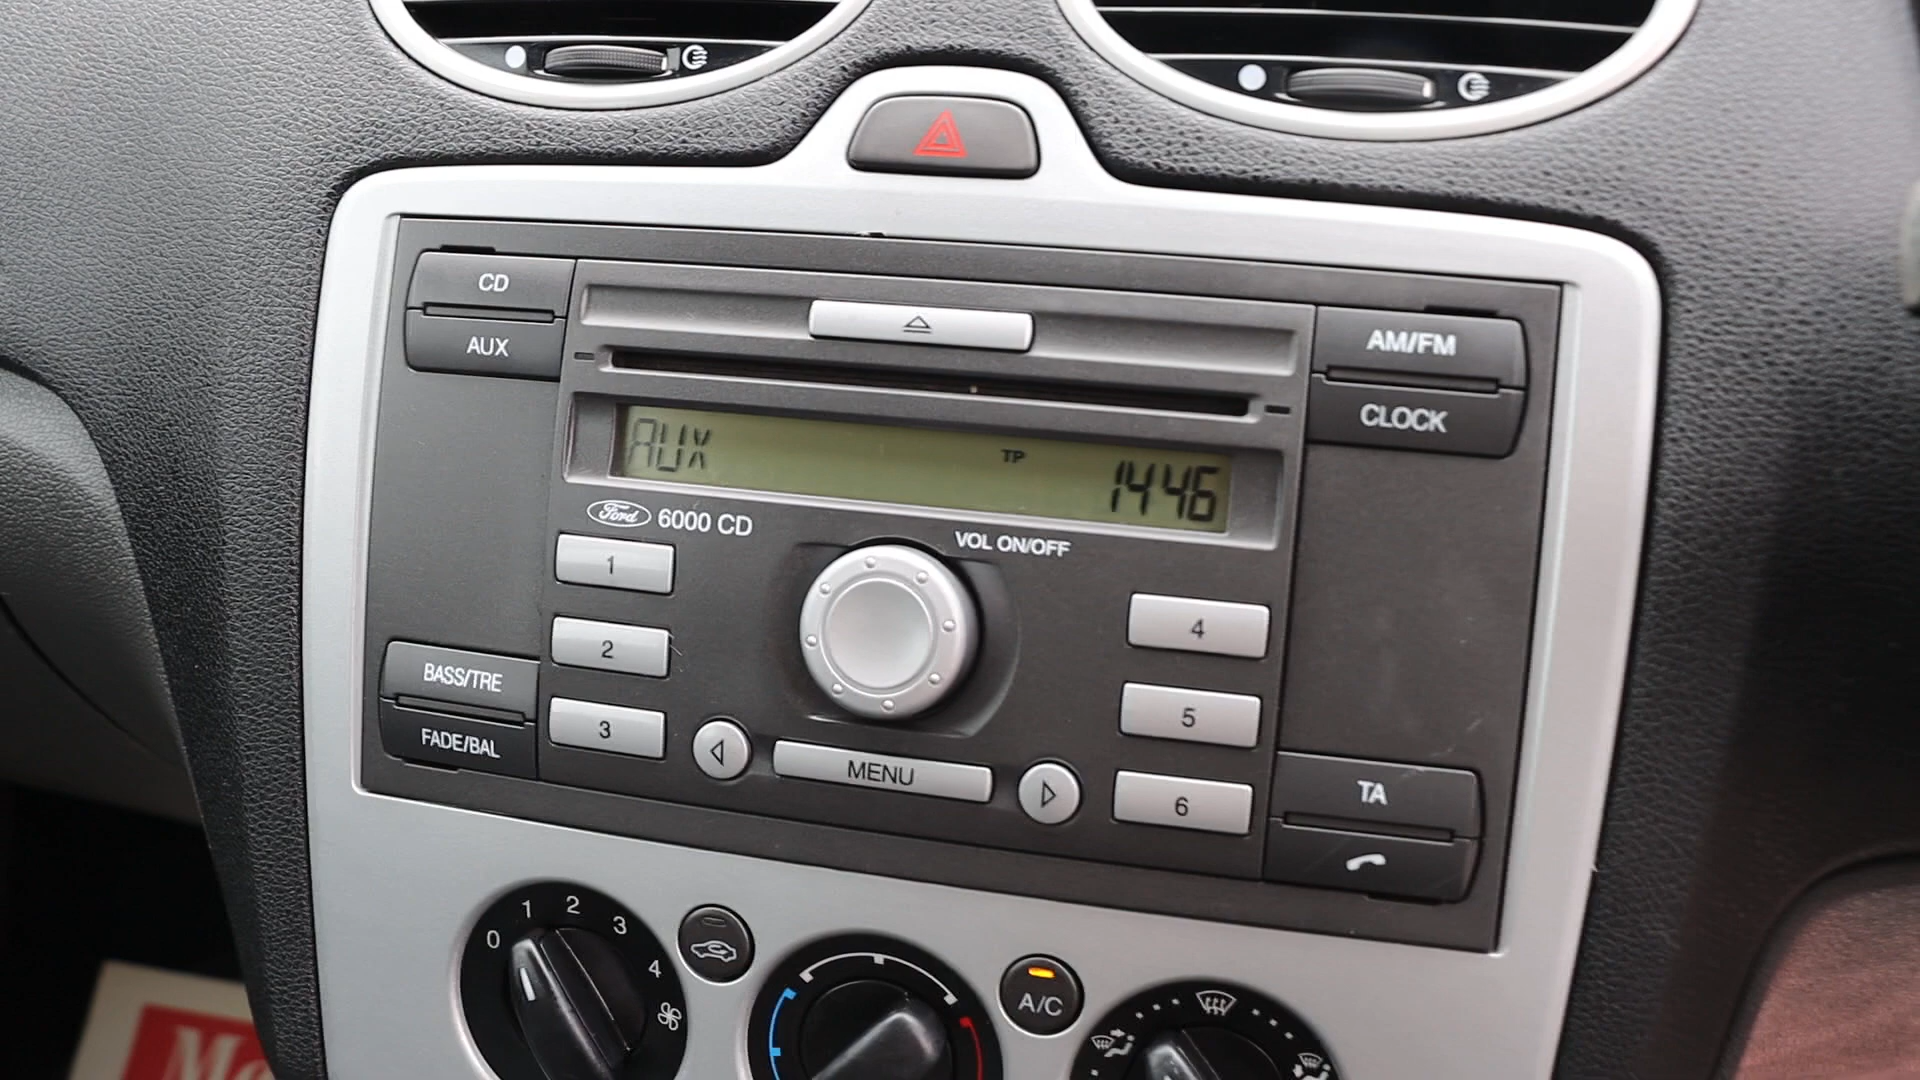 CD
AUX
AM/FM
CLOCK
AUX TP 1446
Ford 6000 CD
VOL ON/OFF
1
2
3
4
5
6
BASS/TRE
FADE/BAL
MENU
TA
0 1 2 3 4
A/C